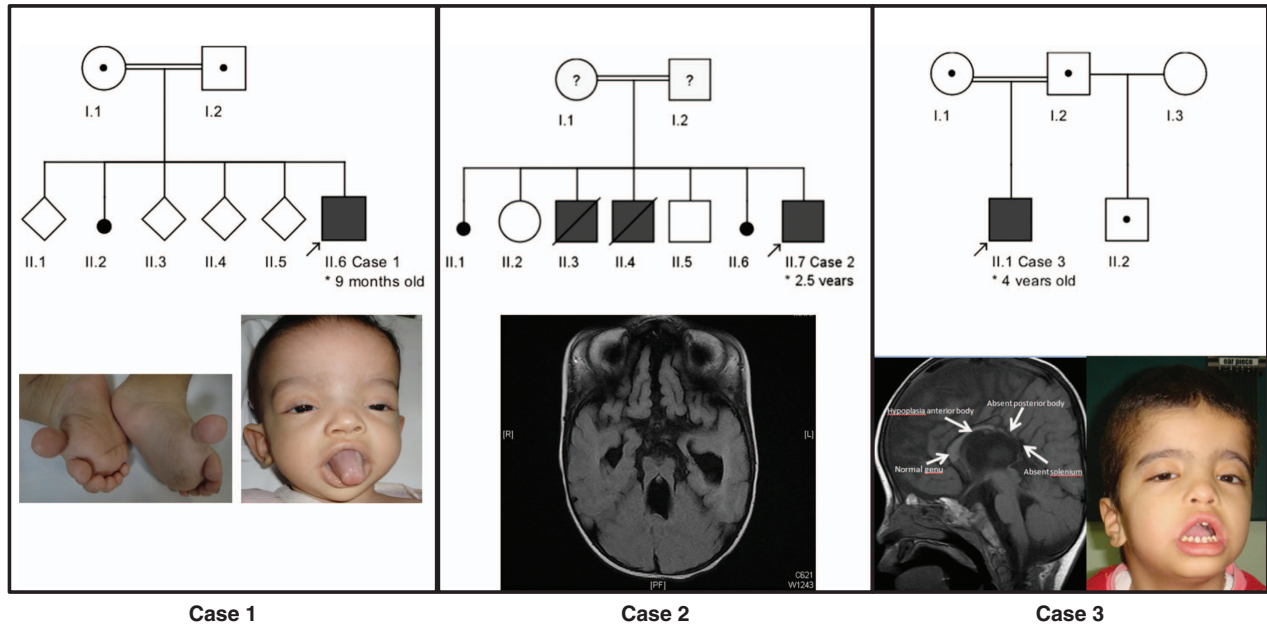 I.1 I.2
II.1 II.2 II.3 II.4 II.5 II.6 Case 1
* 9 months old
? ?
I.1 I.2
II.1 II.2 II.3 II.4 II.5 II.6 II.7 Case 2
* 2.5 years
[R] [L]
C621
W1243
[PF]
I.1 I.2 I.3
II.1 Case 3 II.2
* 4 years old
Hypoplasia anterior body
Absent posterior body
Normal genu
Absent solenium
ear piece
Case 1 Case 2 Case 3